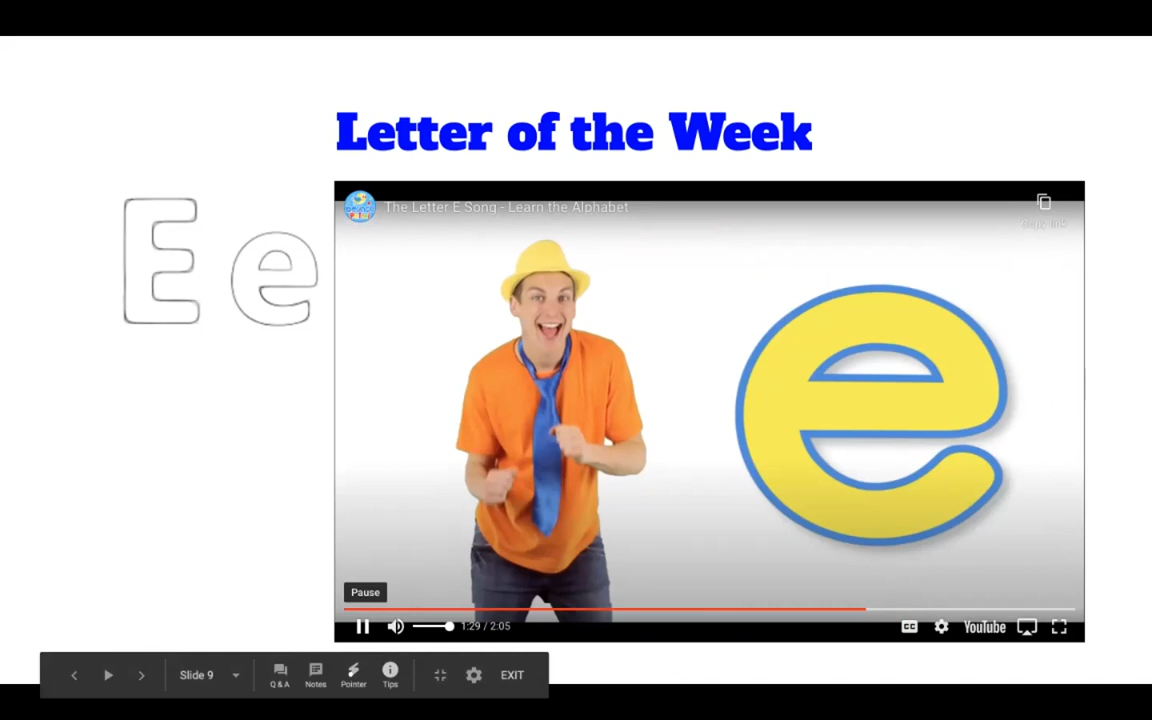 Letter of the Week
E e
The Letter E Song - Learn the Alphabet
e
Pause
1:29 / 2:05
CC
YouTube
Slide 9
Q & A
Notes
Pointer
Tips
EXIT